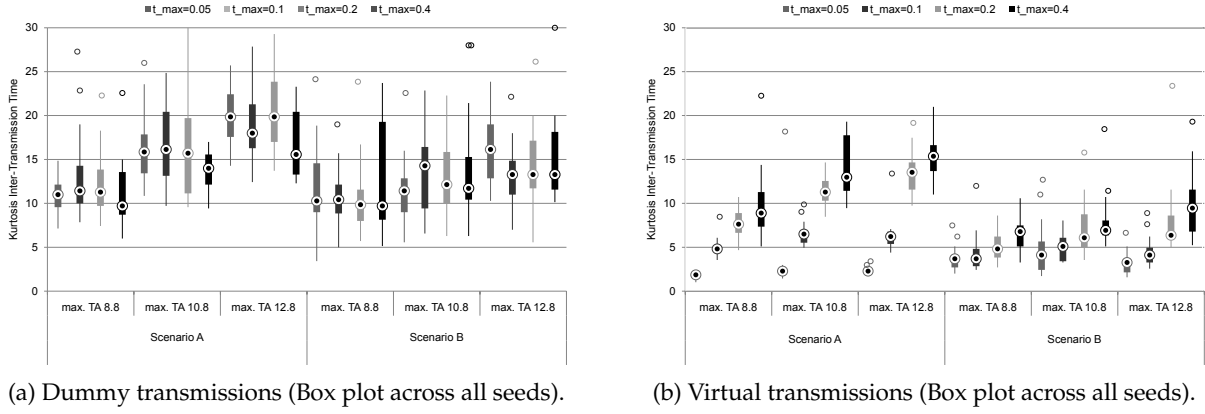 t_max=0.05 t_max=0.1 t_max=0.2 t_max=0.4
Kurtosis Inter-Transmission Time
30
25
20
15
10
5
0
max. TA 8.8 max. TA 10.8 max. TA 12.8 max. TA 8.8 max. TA 10.8 max. TA 12.8
Scenario A Scenario B
(a) Dummy transmissions (Box plot across all seeds).
t_max=0.05 t_max=0.1 t_max=0.2 t_max=0.4
Kurtosis Inter-Transmission Time
30
25
20
15
10
5
0
max. TA 8.8 max. TA 10.8 max. TA 12.8 max. TA 8.8 max. TA 10.8 max. TA 12.8
Scenario A Scenario B
(b) Virtual transmissions (Box plot across all seeds).